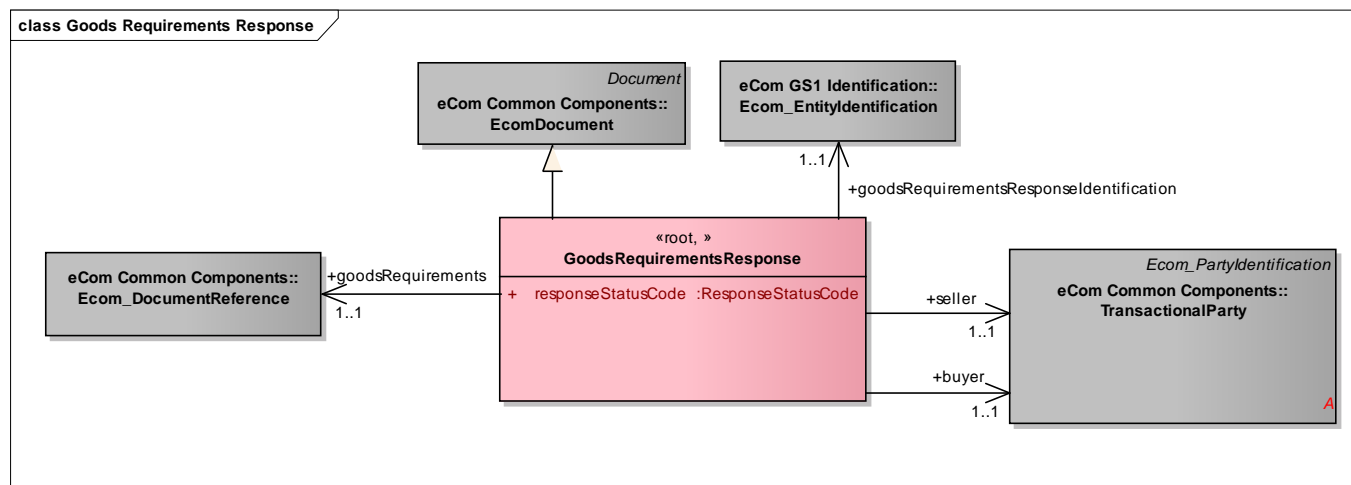 class Goods Requirements Response
Document
eCom Common Components::
EcomDocument
eCom GS1 Identification::
Ecom_EntityIdentification
1..1
+goodsRequirementsResponseIdentification
«root, »
GoodsRequirementsResponse
+ responseStatusCode :ResponseStatusCode
eCom Common Components::
Ecom_DocumentReference
+goodsRequirements
1..1
+seller
1..1
+buyer
1..1
Ecom_PartyIdentification
eCom Common Components::
TransactionalParty
A